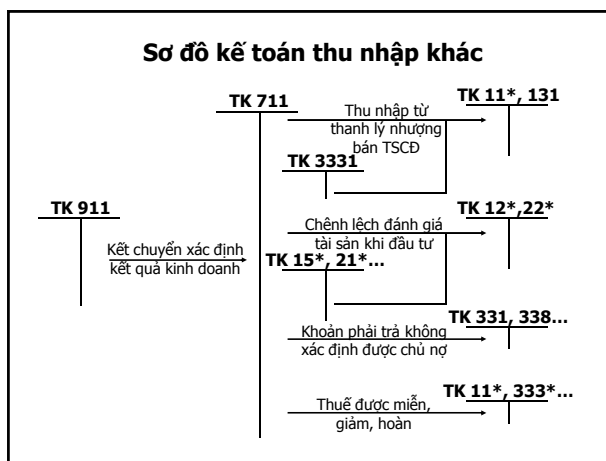 Sơ đồ kế toán thu nhập khác
TK 711
Thu nhập từ
thanh lý nhượng
bán TSCĐ
TK 11*, 131
TK 3331
TK 911
Kết chuyển xác định
kết quả kinh doanh
Chênh lệch đánh giá
tài sản khi đầu tư
TK 12*,22*
TK 15*, 21*...
Khoản phải trả không
xác định được chủ nợ
TK 331, 338...
Thuế được miễn,
giảm, hoàn
TK 11*, 333*...